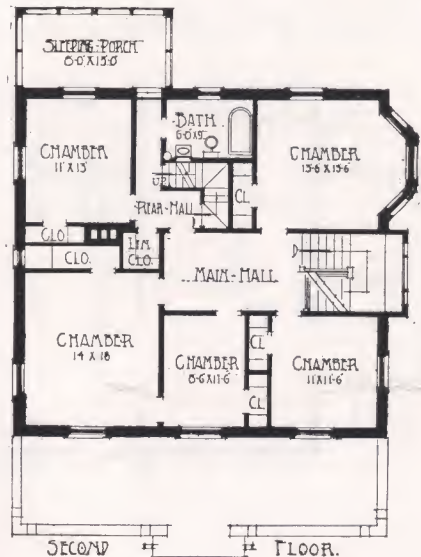 SLEEPING-PORCH
8-0 X 15-0
CHAMBER
11 X 13
BATH
6-0 X 9
CHAMBER
13-6 X 13-6
UP
CL
REAR-HALL
CLO
LIN.
CLO.
CLO.
MAIN-HALL
D
CHAMBER
14 X 18
CHAMBER
8-6 X 11-6
CL
CL
CHAMBER
11 X 11-6
SECOND FLOOR.